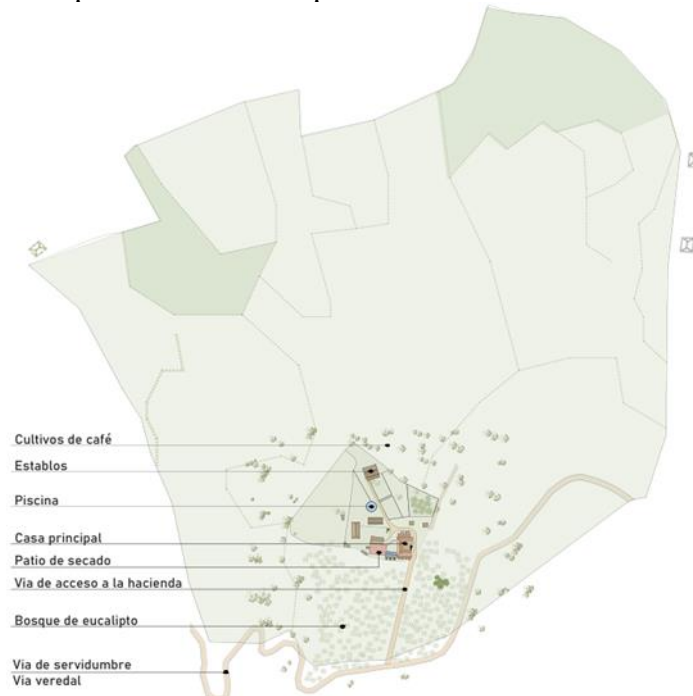 Cultivos de café
Establos
Piscina
Casa principal
Patio de secado
Via de acceso a la hacienda
Bosque de eucalipto
Via de servidumbre
Via veredal